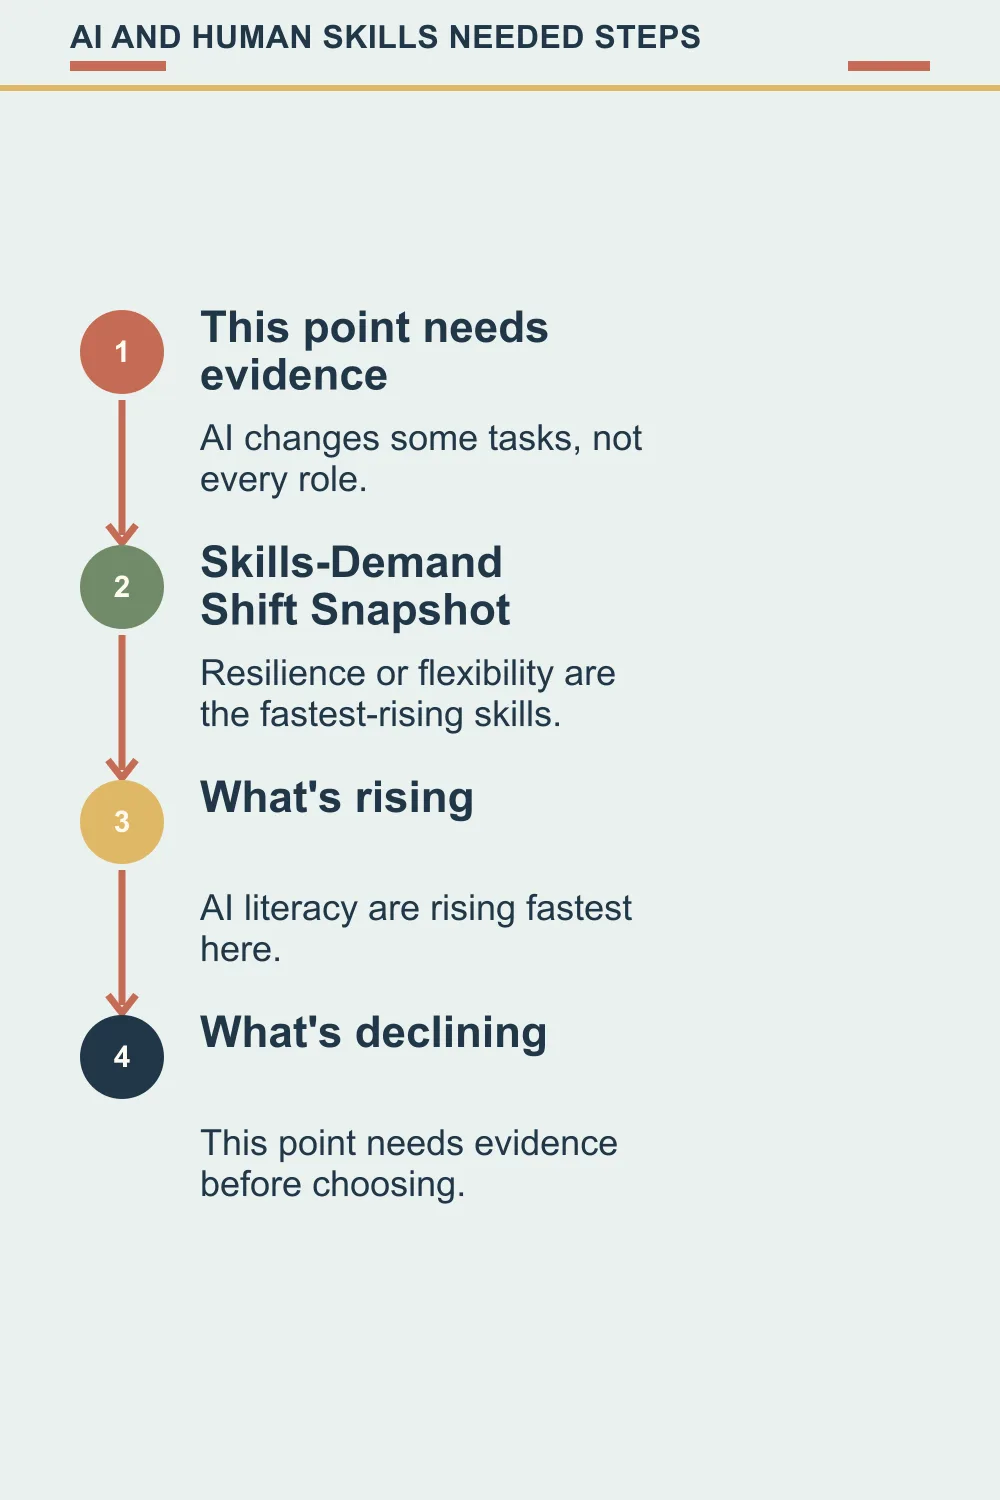 AI AND HUMAN SKILLS NEEDED STEPS
1
This point needs
evidence
AI changes some tasks, not
every role.
2
Skills-Demand
Shift Snapshot
Resilience or flexibility are
the fastest-rising skills.
3
What's rising
AI literacy are rising fastest
here.
4
What's declining
This point needs evidence
before choosing.